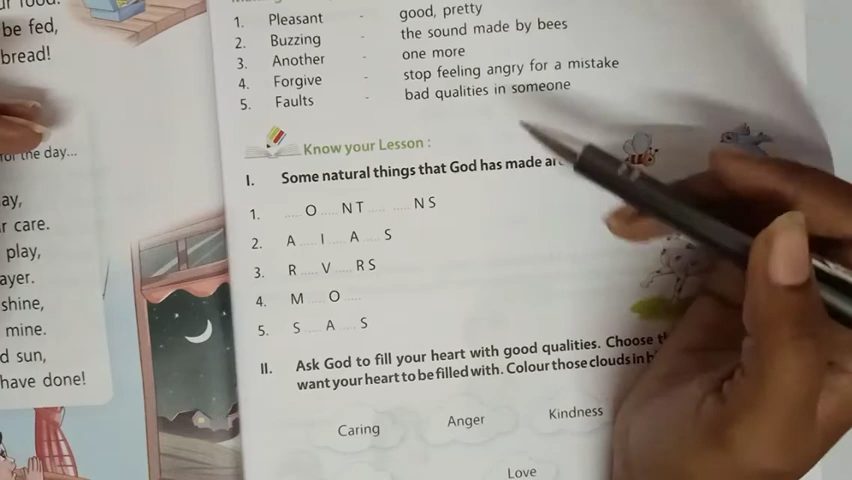 be fed,
bread!
the day...
ay,
care.
play,
ayer.
shine,
mine.
d sun,
have done!
1. Pleasant - good, pretty
2. Buzzing - the sound made by bees
3. Another - one more
4. Forgive - stop feeling angry for a mistake
5. Faults - bad qualities in someone
Know your Lesson :
I. Some natural things that God has made
1. ..... O ..... N T ..... ..... N S
2. A ..... I ..... A ..... S
3. R ..... V ..... R S
4. M ..... O .....
5. S ..... A ..... S
II. Ask God to fill your heart with good qualities. Choose
want your heart to be filled with. Colour those clouds in
Caring Anger Kindness
Love